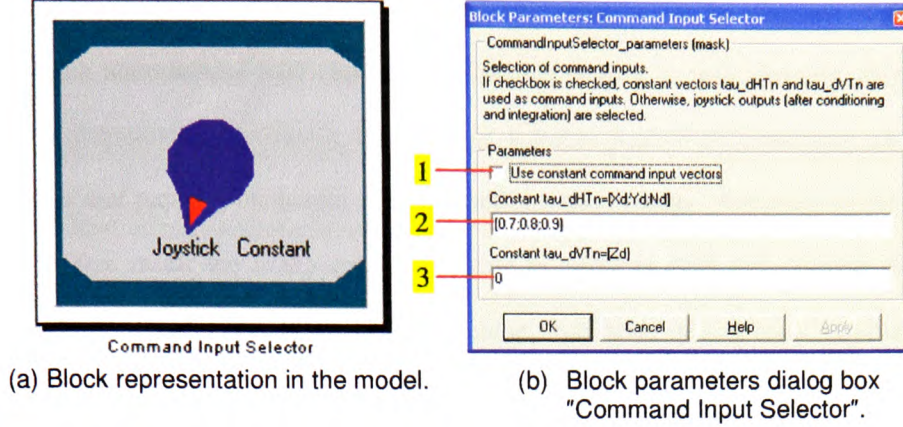 Joystick Constant
Command Input Selector
(a) Block representation in the model.
Block Parameters: Command Input Selector
CommandInputSelector_parameters (mask)
Selection of command inputs.
If checkbox is checked, constant vectors tau_dHTn and tau_dVTn are
used as command inputs. Otherwise, joystick outputs (after conditioning
and integration) are selected.
Parameters
1
Use constant command input vectors
Constant tau_dHTn=[Xd;Yd;Nd]
2
[0.7;0.8;0.9]
Constant tau_dVTn=[Zd]
3
0
OK Cancel Help Apply
(b) Block parameters dialog box
"Command Input Selector".